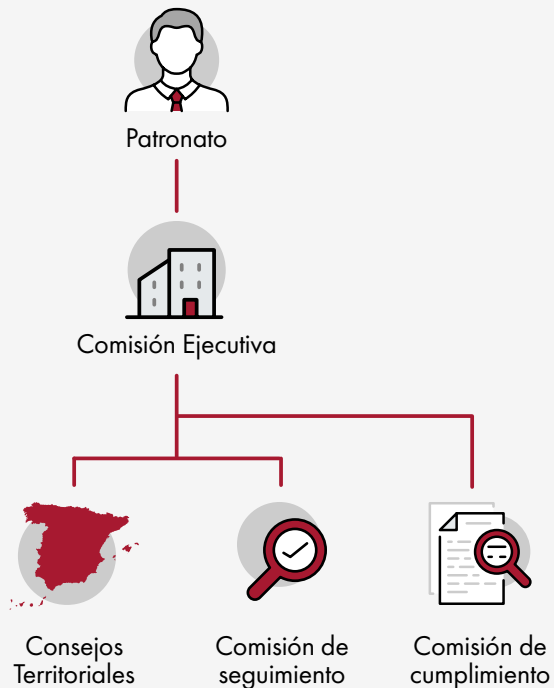 Patronato
Comisión Ejecutiva
Consejos
Territoriales
Comisión de
seguimiento
Comisión de
cumplimiento